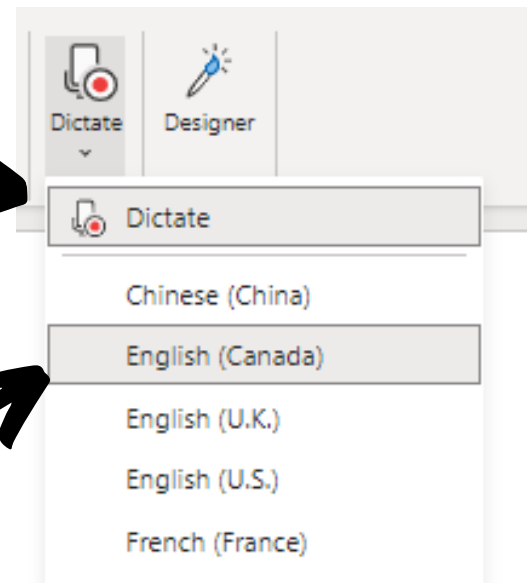 Dictate
Designer
Dictate
Chinese (China)
English (Canada)
English (U.K.)
English (U.S.)
French (France)